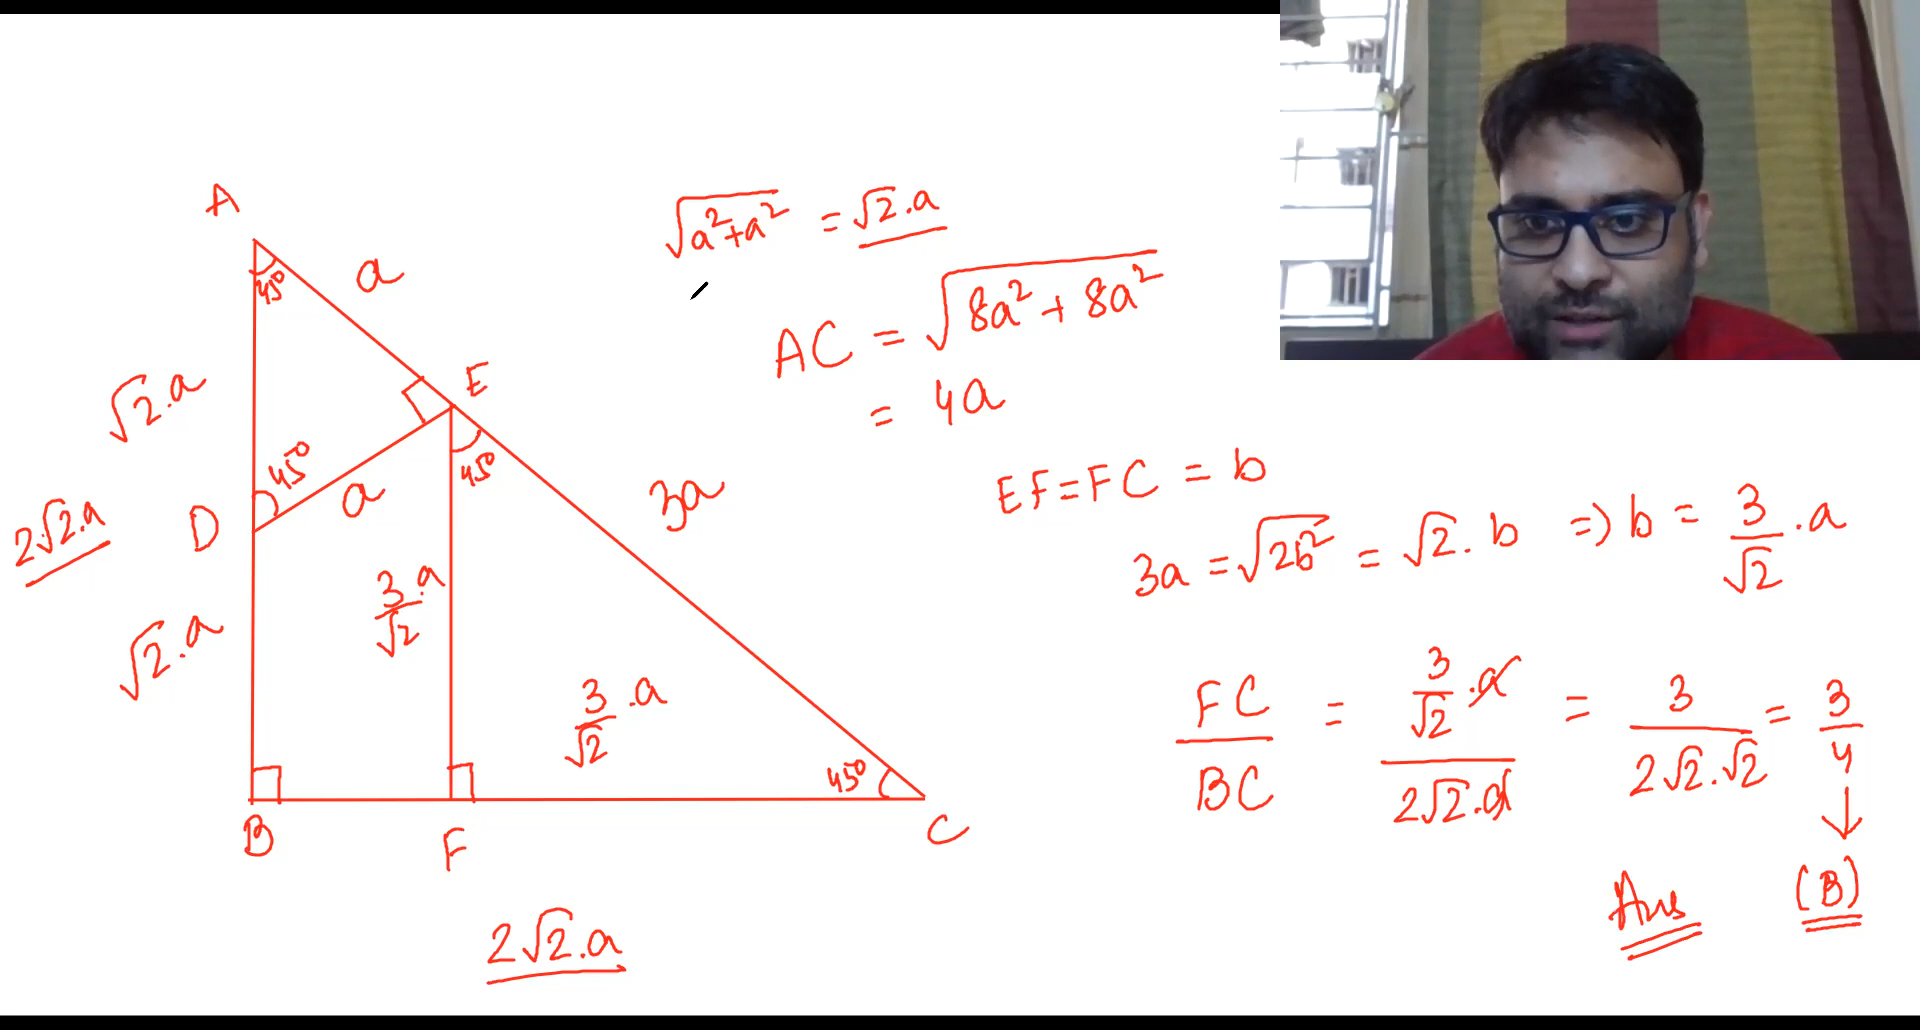 A
45°
a
√2.a
E
45°
D
45°
a
2√2.a
3a
3/√2 .a
√2.a
3/√2 .a
45°
B
F
C
2√2.a
√(a²+a²) = √2.a
AC = √(8a² + 8a²)
= 4a
EF = FC = b
3a = √(2b²) = √2. b => b = 3/√2 .a
FC/BC = (3/√2 .a)/(2√2.a) = 3/(2√2.√2) = 3/4
↓
Ans (B)